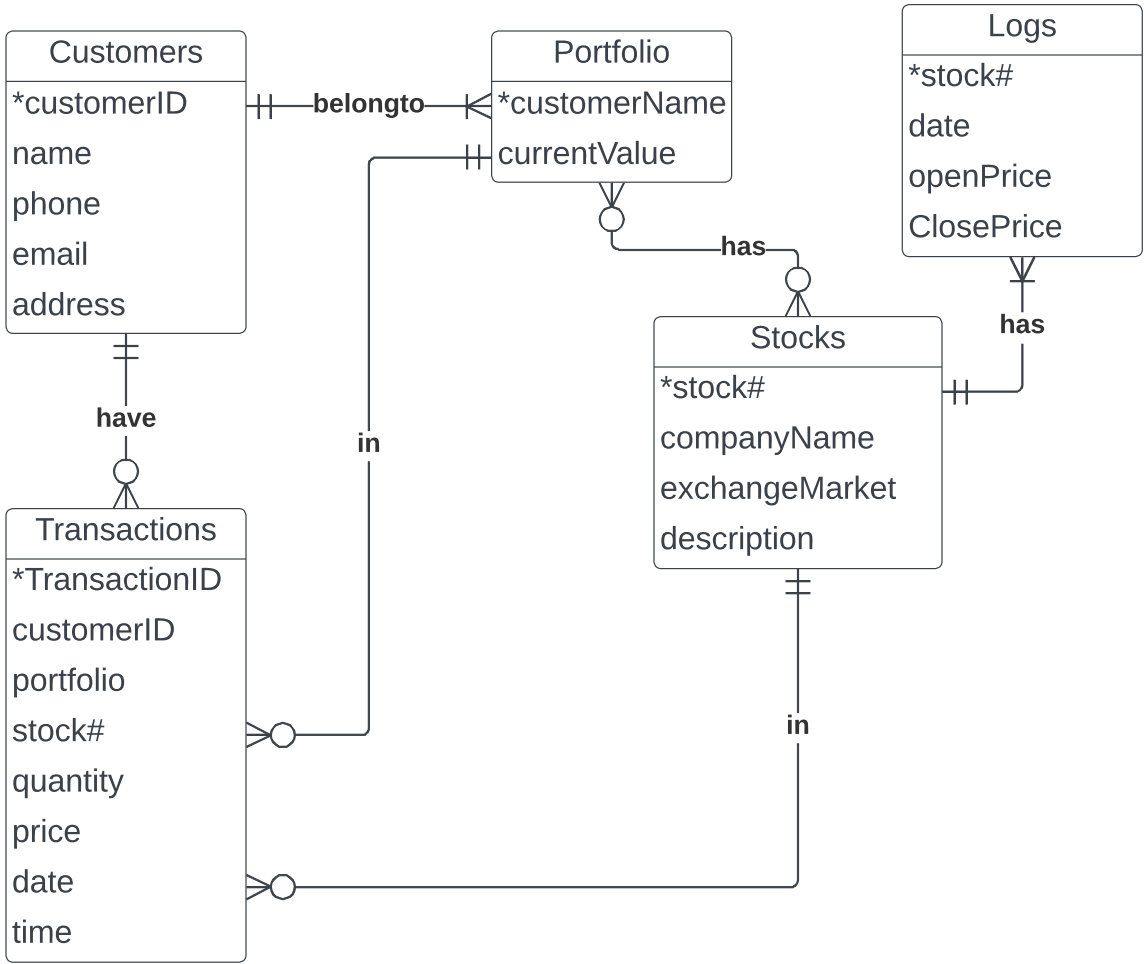 Customers
*customerID
name
phone
email
address
belongto
Portfolio
*customerName
currentValue
Logs
*stock#
date
openPrice
ClosePrice
has
has
Stocks
*stock#
companyName
exchangeMarket
description
have
in
Transactions
*TransactionID
customerID
portfolio
stock#
quantity
price
date
time
in